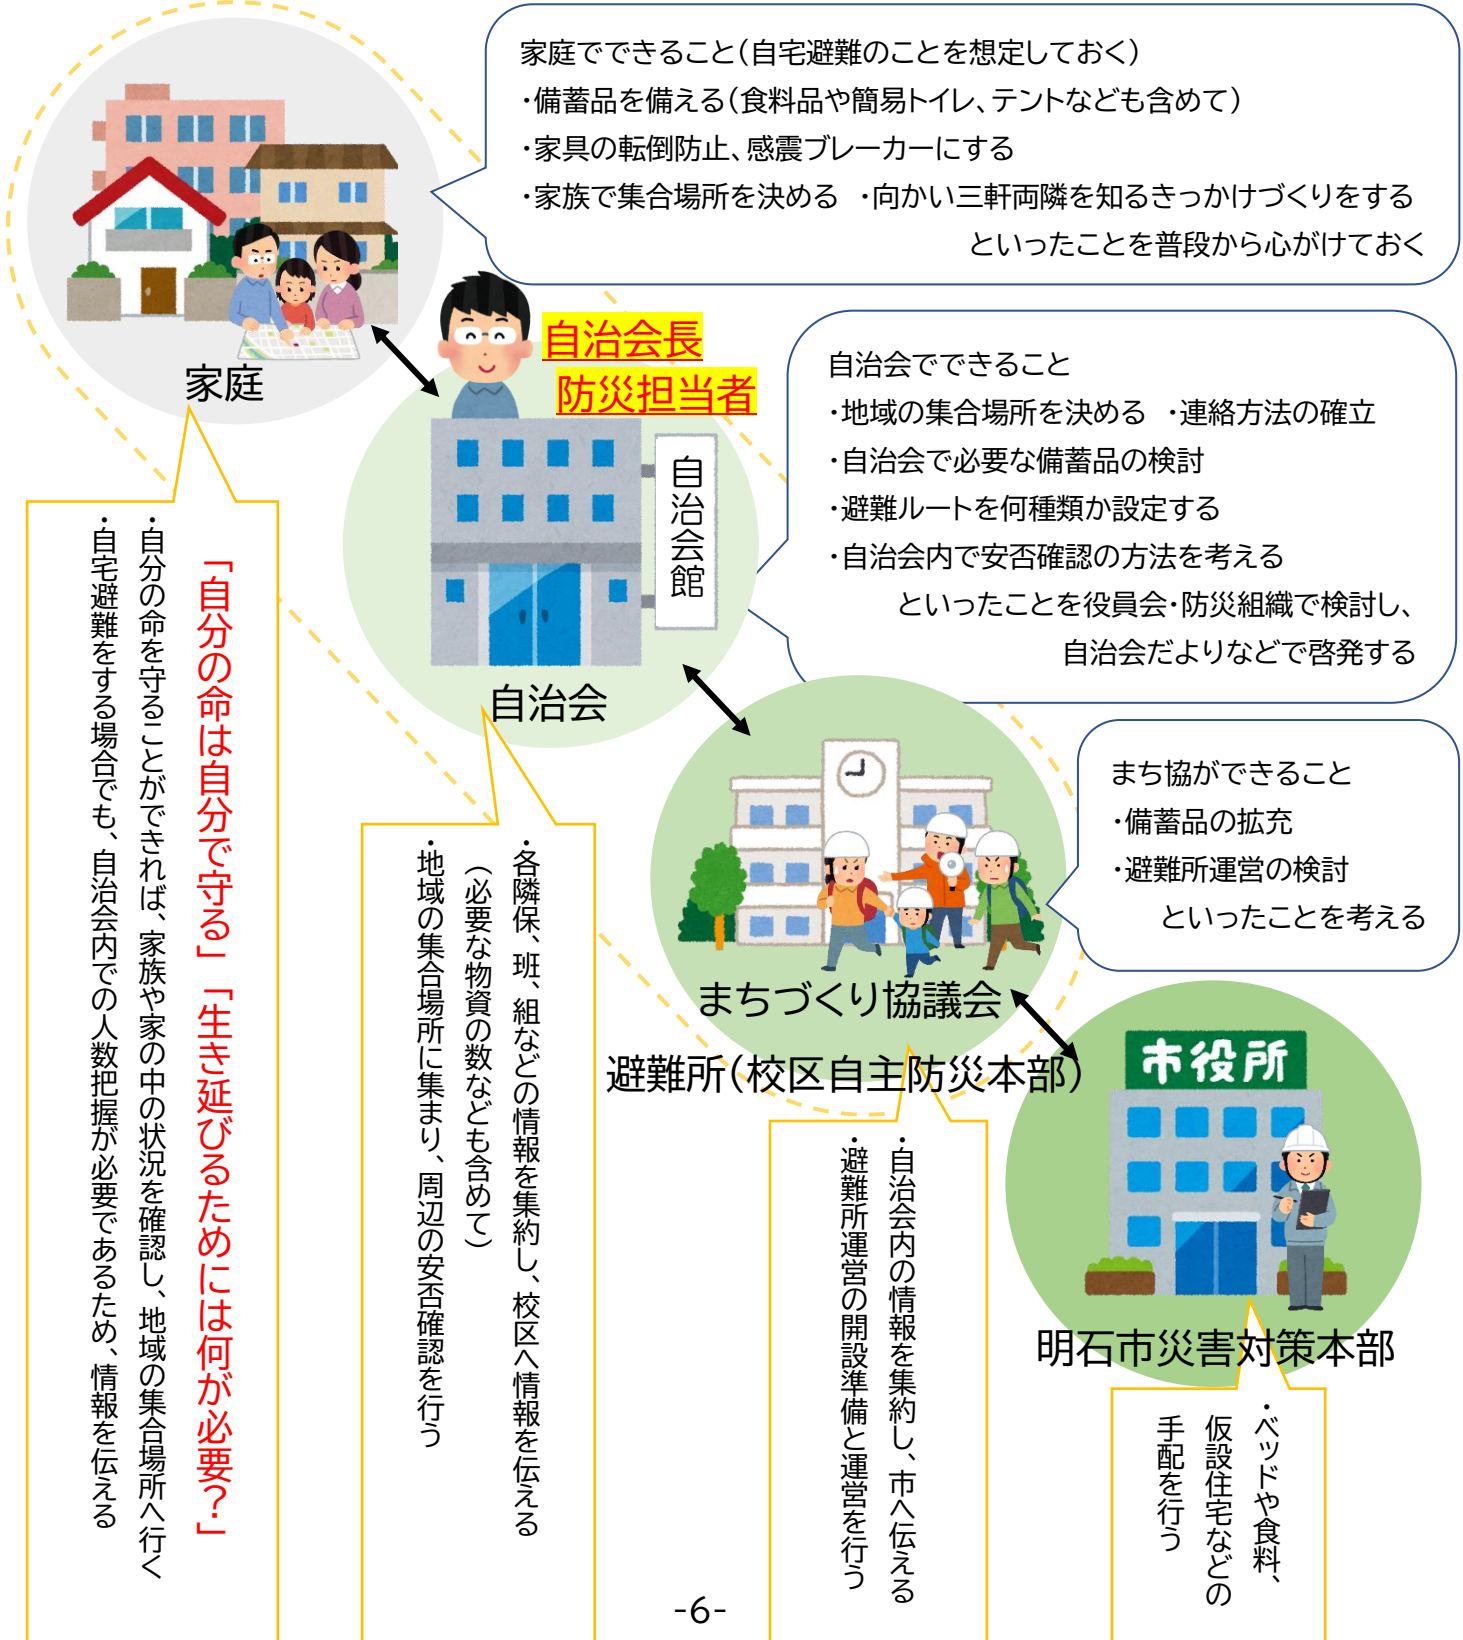 家庭でできること(自宅避難のことを想定しておく)
・備蓄品を備える(食料品や簡易トイレ、テントなども含めて)
・家具の転倒防止、感震ブレーカーにする
・家族で集合場所を決める ・向かい三軒両隣を知るきっかけづくりをする
といったことを普段から心がけておく
家庭
自治会長
防災担当者
自治会でできること
・地域の集合場所を決める ・連絡方法の確立
・自治会で必要な備蓄品の検討
・避難ルートを何種類か設定する
・自治会内で安否確認の方法を考える
といったことを役員会・防災組織で検討し、
自治会だよりなどで啓発する
自治会館
自治会
「自分の命は自分で守る」「生き延びるためには何が必要?」
・自分の命を守ることができれば、家族や家の中の状況を確認し、地域の集合場所へ行く
・自宅避難をする場合でも、自治会内での人数把握が必要であるため、情報を伝える
まち協ができること
・備蓄品の拡充
・避難所運営の検討
といったことを考える
・各隣保、班、組などの情報を集約し、校区へ情報を伝える
(必要な物資の数なども含めて)
・地域の集合場所に集まり、周辺の安否確認を行う
まちづくり協議会
避難所(校区自主防災本部)
市役所
・自治会内の情報を集約し、市へ伝える
・避難所運営の開設準備と運営を行う
明石市災害対策本部
・ベッドや食料、
仮設住宅などの
手配を行う
-6-